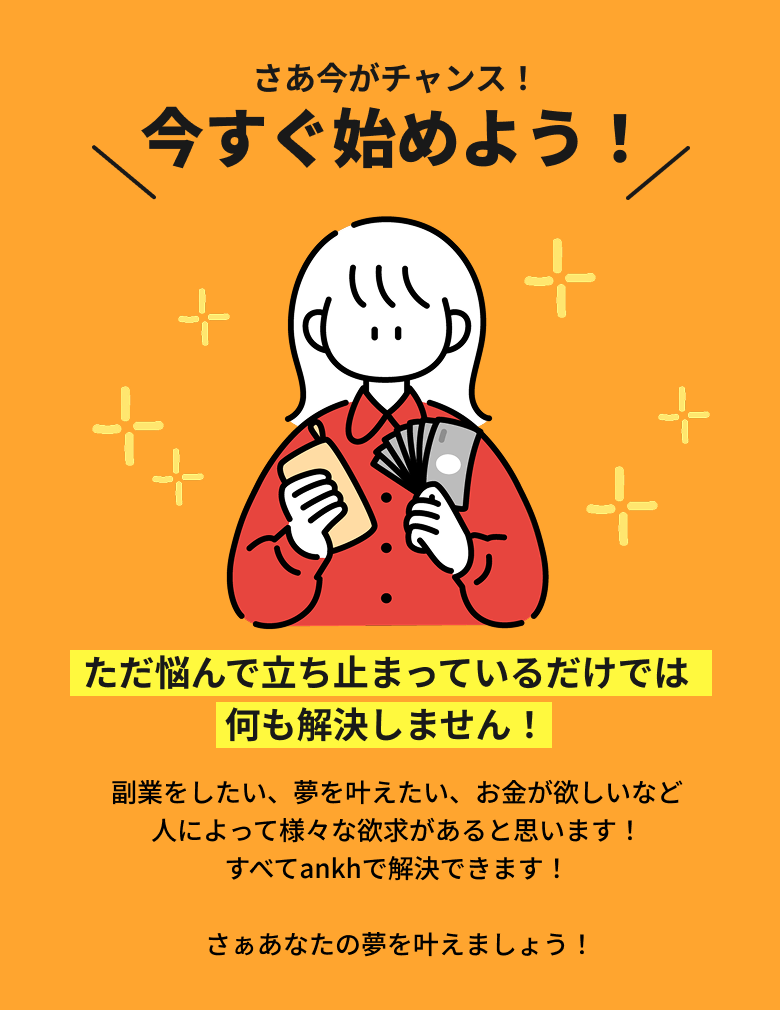 さあ今がチャンス！
今すぐ始めよう！
ただ悩んで立ち止まっているだけでは
何も解決しません！
副業をしたい、夢を叶えたい、お金が欲しいなど
人によって様々な欲求があると思います！
すべてankhで解決できます！
さぁあなたの夢を叶えましょう！